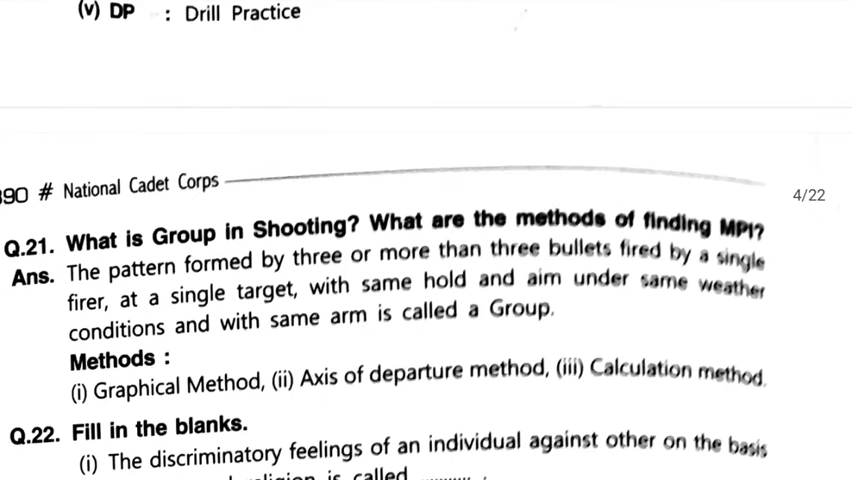 (v) DP : Drill Practice
390 # National Cadet Corps
4/22
Q.21. What is Group in Shooting? What are the methods of finding MPI?
Ans. The pattern formed by three or more than three bullets fired by a single
firer, at a single target, with same hold and aim under same weather
conditions and with same arm is called a Group.
Methods :
(i) Graphical Method, (ii) Axis of departure method, (iii) Calculation method.
Q.22. Fill in the blanks.
(i) The discriminatory feelings of an individual against other on the basis
religion is called .......... .